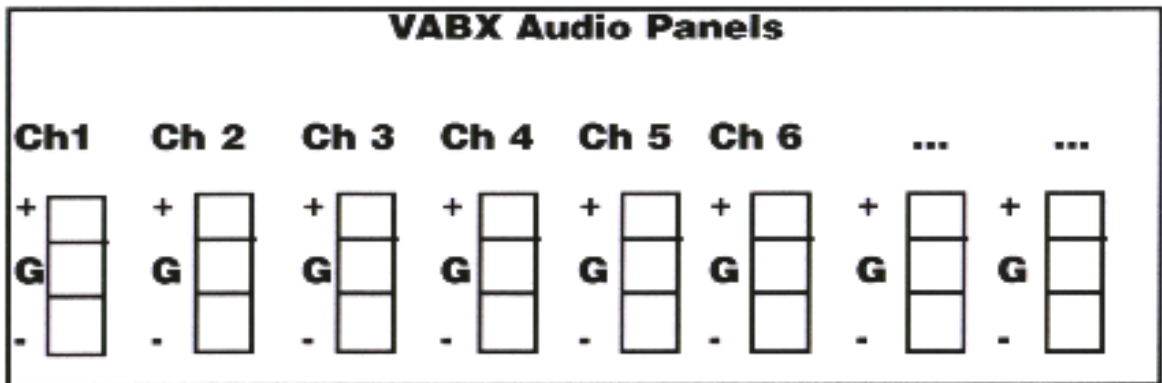 VABX Audio Panels
Ch1 Ch 2 Ch 3 Ch 4 Ch 5 Ch 6 ... ...
+ + + + + + + +
G G G G G G G G
- - - - - - - -